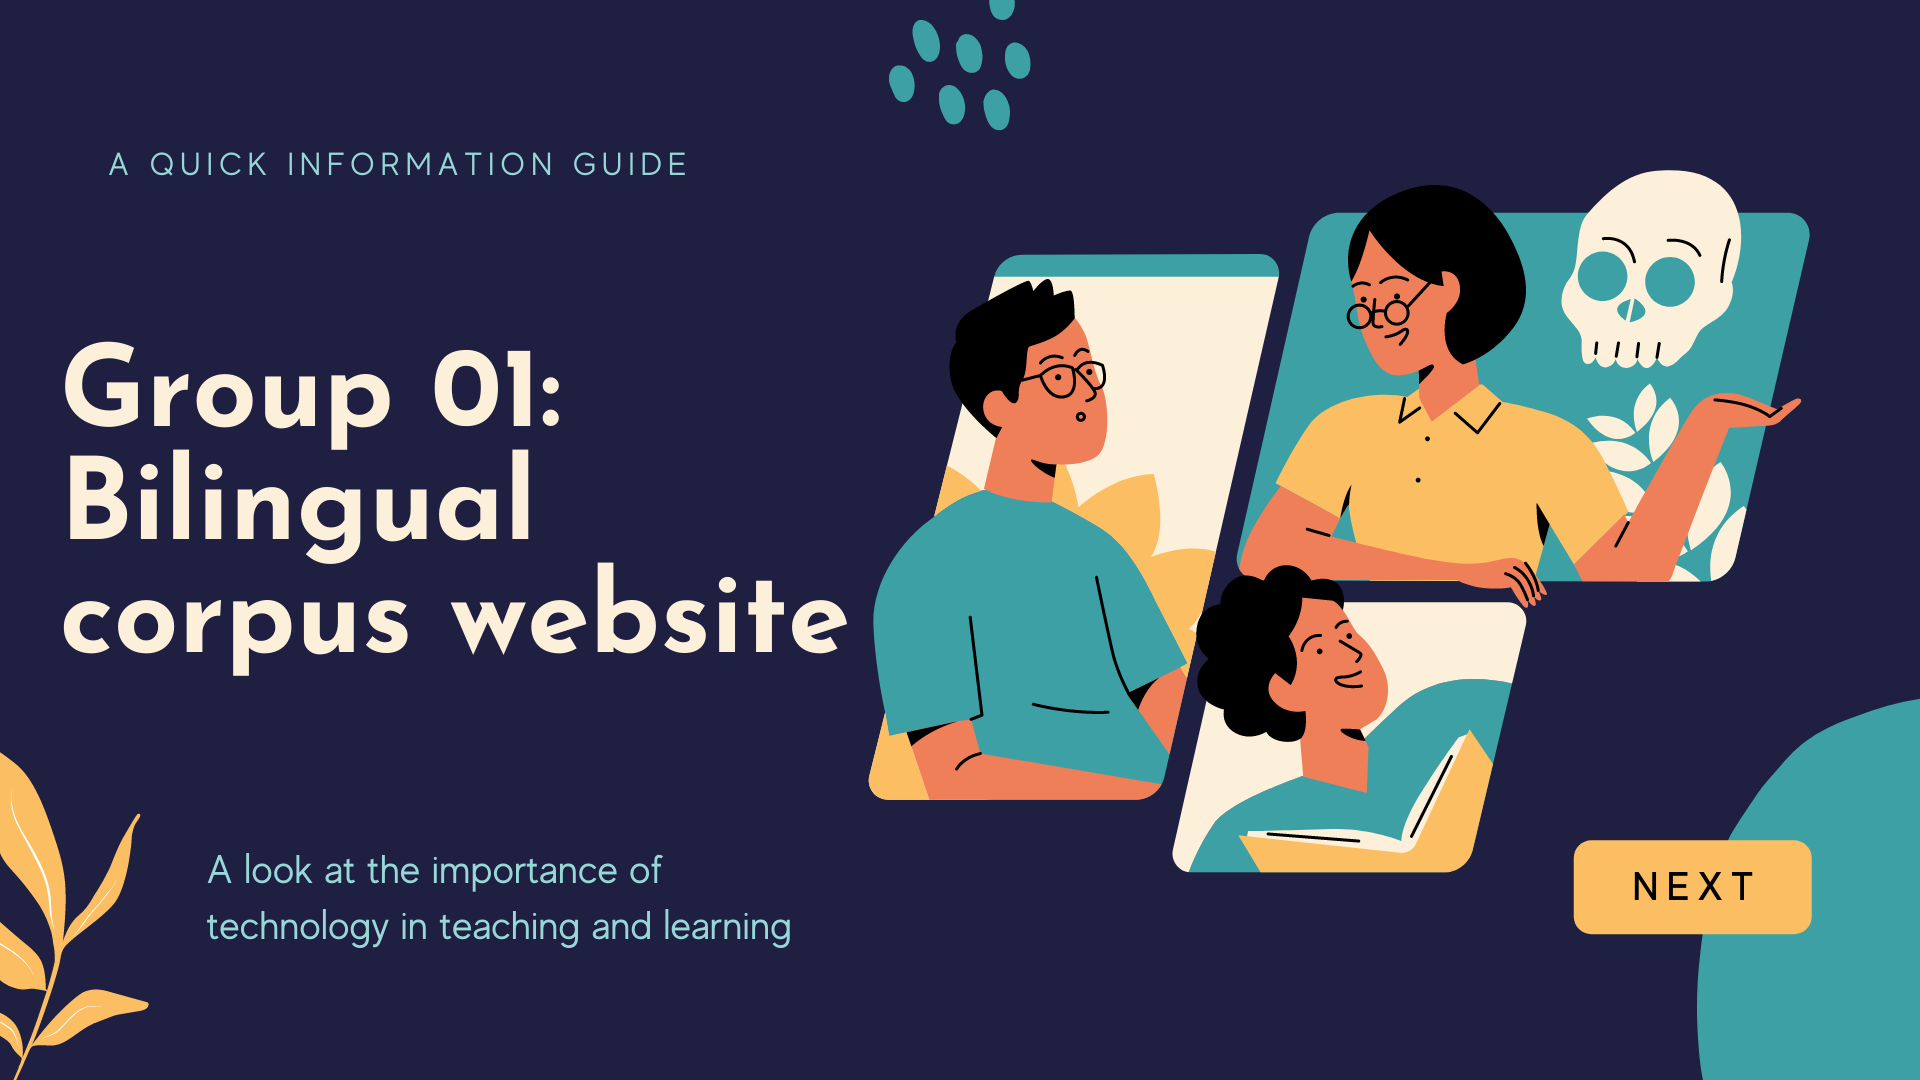 A QUICK INFORMATION GUIDE
Group 01:
Bilingual
corpus website
A look at the importance of
technology in teaching and learning
NEXT